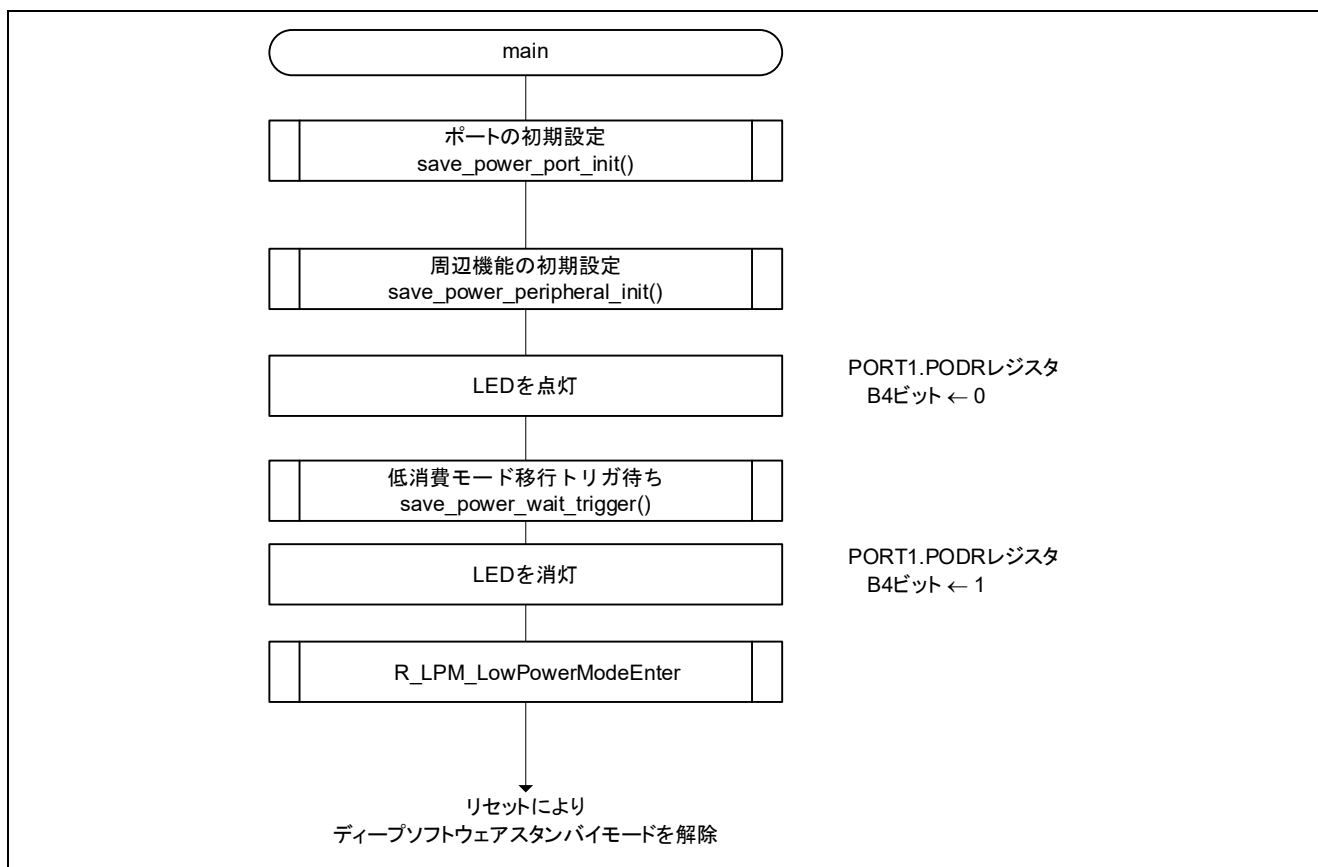 main
ポートの初期設定
save_power_port_init()
周辺機能の初期設定
save_power_peripheral_init()
LEDを点灯
PORT1.PODRレジスタ
B4ビット ← 0
低消費モード移行トリガ待ち
save_power_wait_trigger()
LEDを消灯
PORT1.PODRレジスタ
B4ビット ← 1
R_LPM_LowPowerModeEnter
リセットにより
ディープソフトウェアスタンバイモードを解除